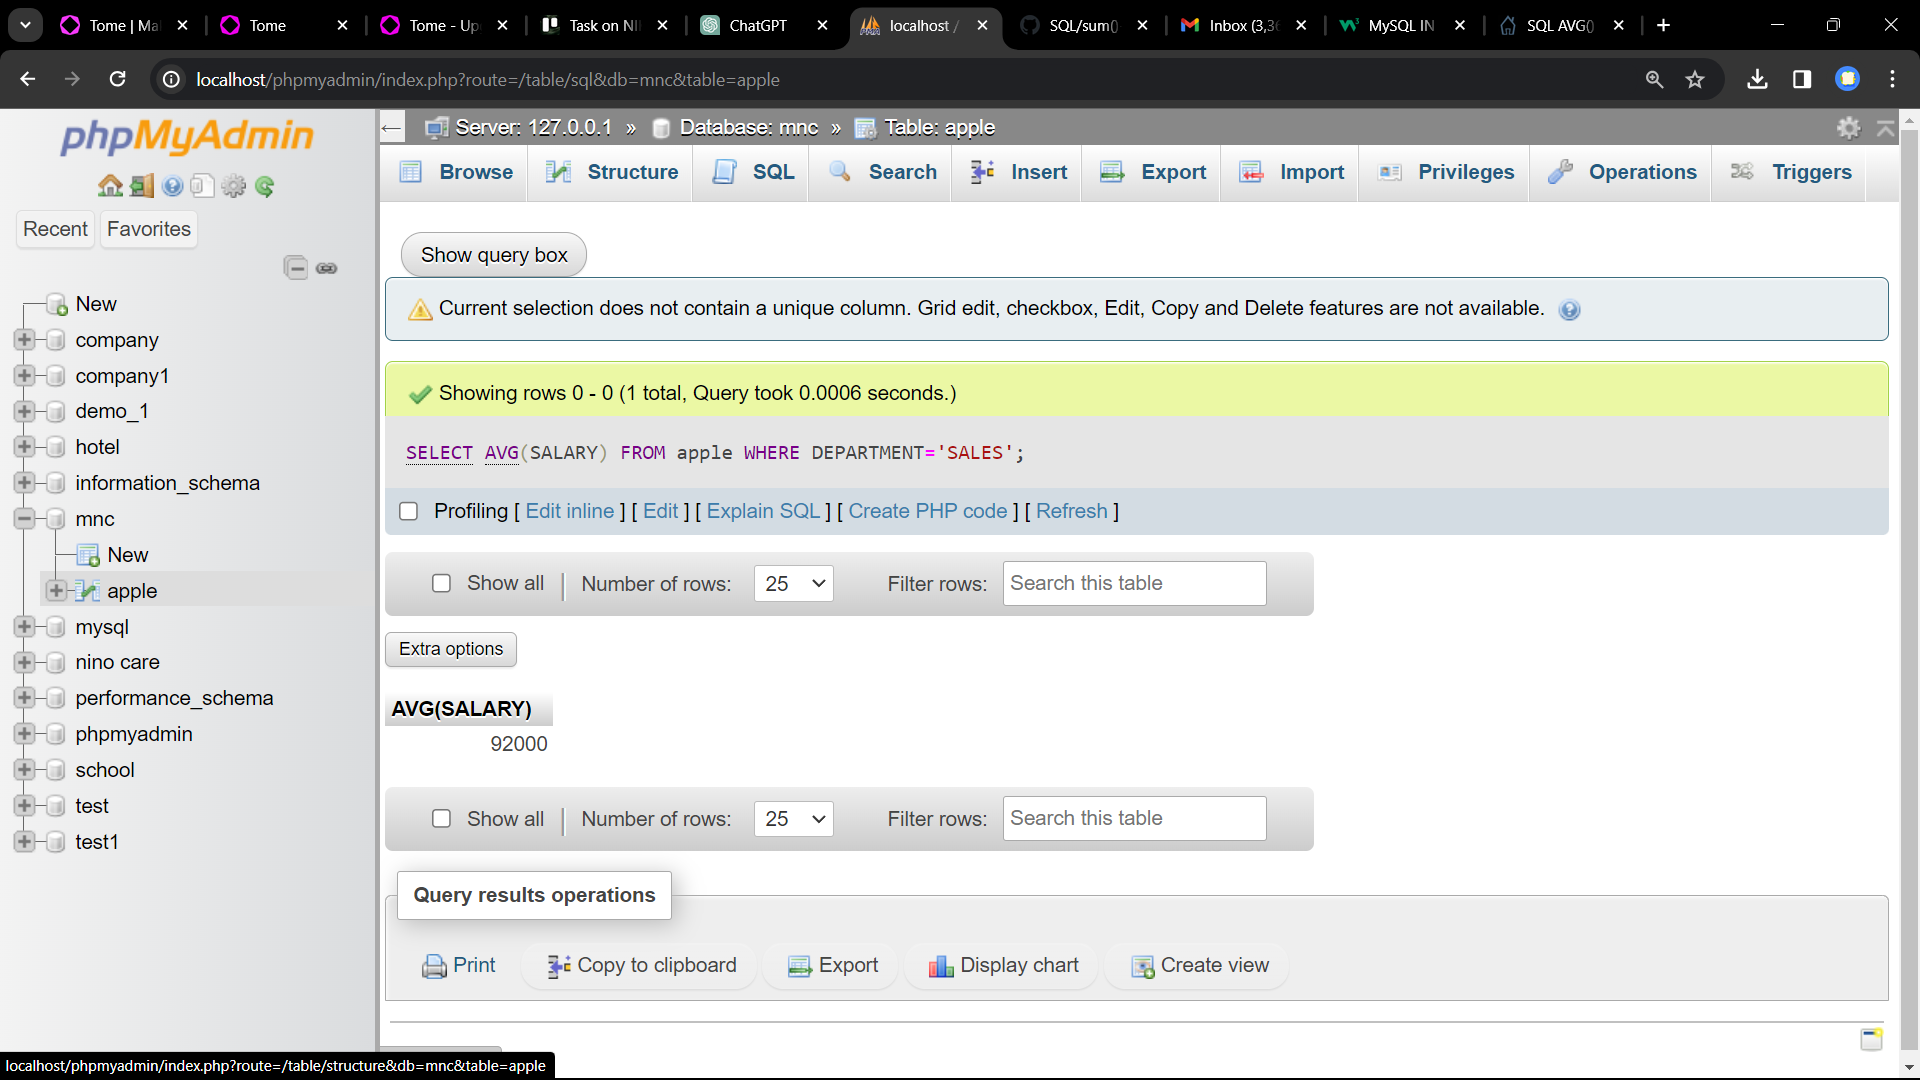 Tome | Ma
Tome
Tome - Up
Task on NI
ChatGPT
localhost /
SQL/sum()
Inbox (3,36
MySQL IN
SQL AVG()
localhost/phpmyadmin/index.php?route=/table/sql&db=mnc&table=apple
phpMyAdmin
Recent
Favorites
New
company
company1
demo_1
hotel
information_schema
mnc
New
apple
mysql
nino care
performance_schema
phpmyadmin
school
test
test1
Server: 127.0.0.1 » Database: mnc » Table: apple
Browse Structure SQL Search Insert Export Import Privileges Operations Triggers
Show query box
Current selection does not contain a unique column. Grid edit, checkbox, Edit, Copy and Delete features are not available.
Showing rows 0 - 0 (1 total, Query took 0.0006 seconds.)
SELECT AVG(SALARY) FROM apple WHERE DEPARTMENT='SALES';
Profiling [ Edit inline ] [ Edit ] [ Explain SQL ] [ Create PHP code ] [ Refresh ]
Show all Number of rows: 25 Filter rows: Search this table
Extra options
AVG(SALARY)
92000
Show all Number of rows: 25 Filter rows: Search this table
Query results operations
Print Copy to clipboard Export Display chart Create view
localhost/phpmyadmin/index.php?route=/table/structure&db=mnc&table=apple